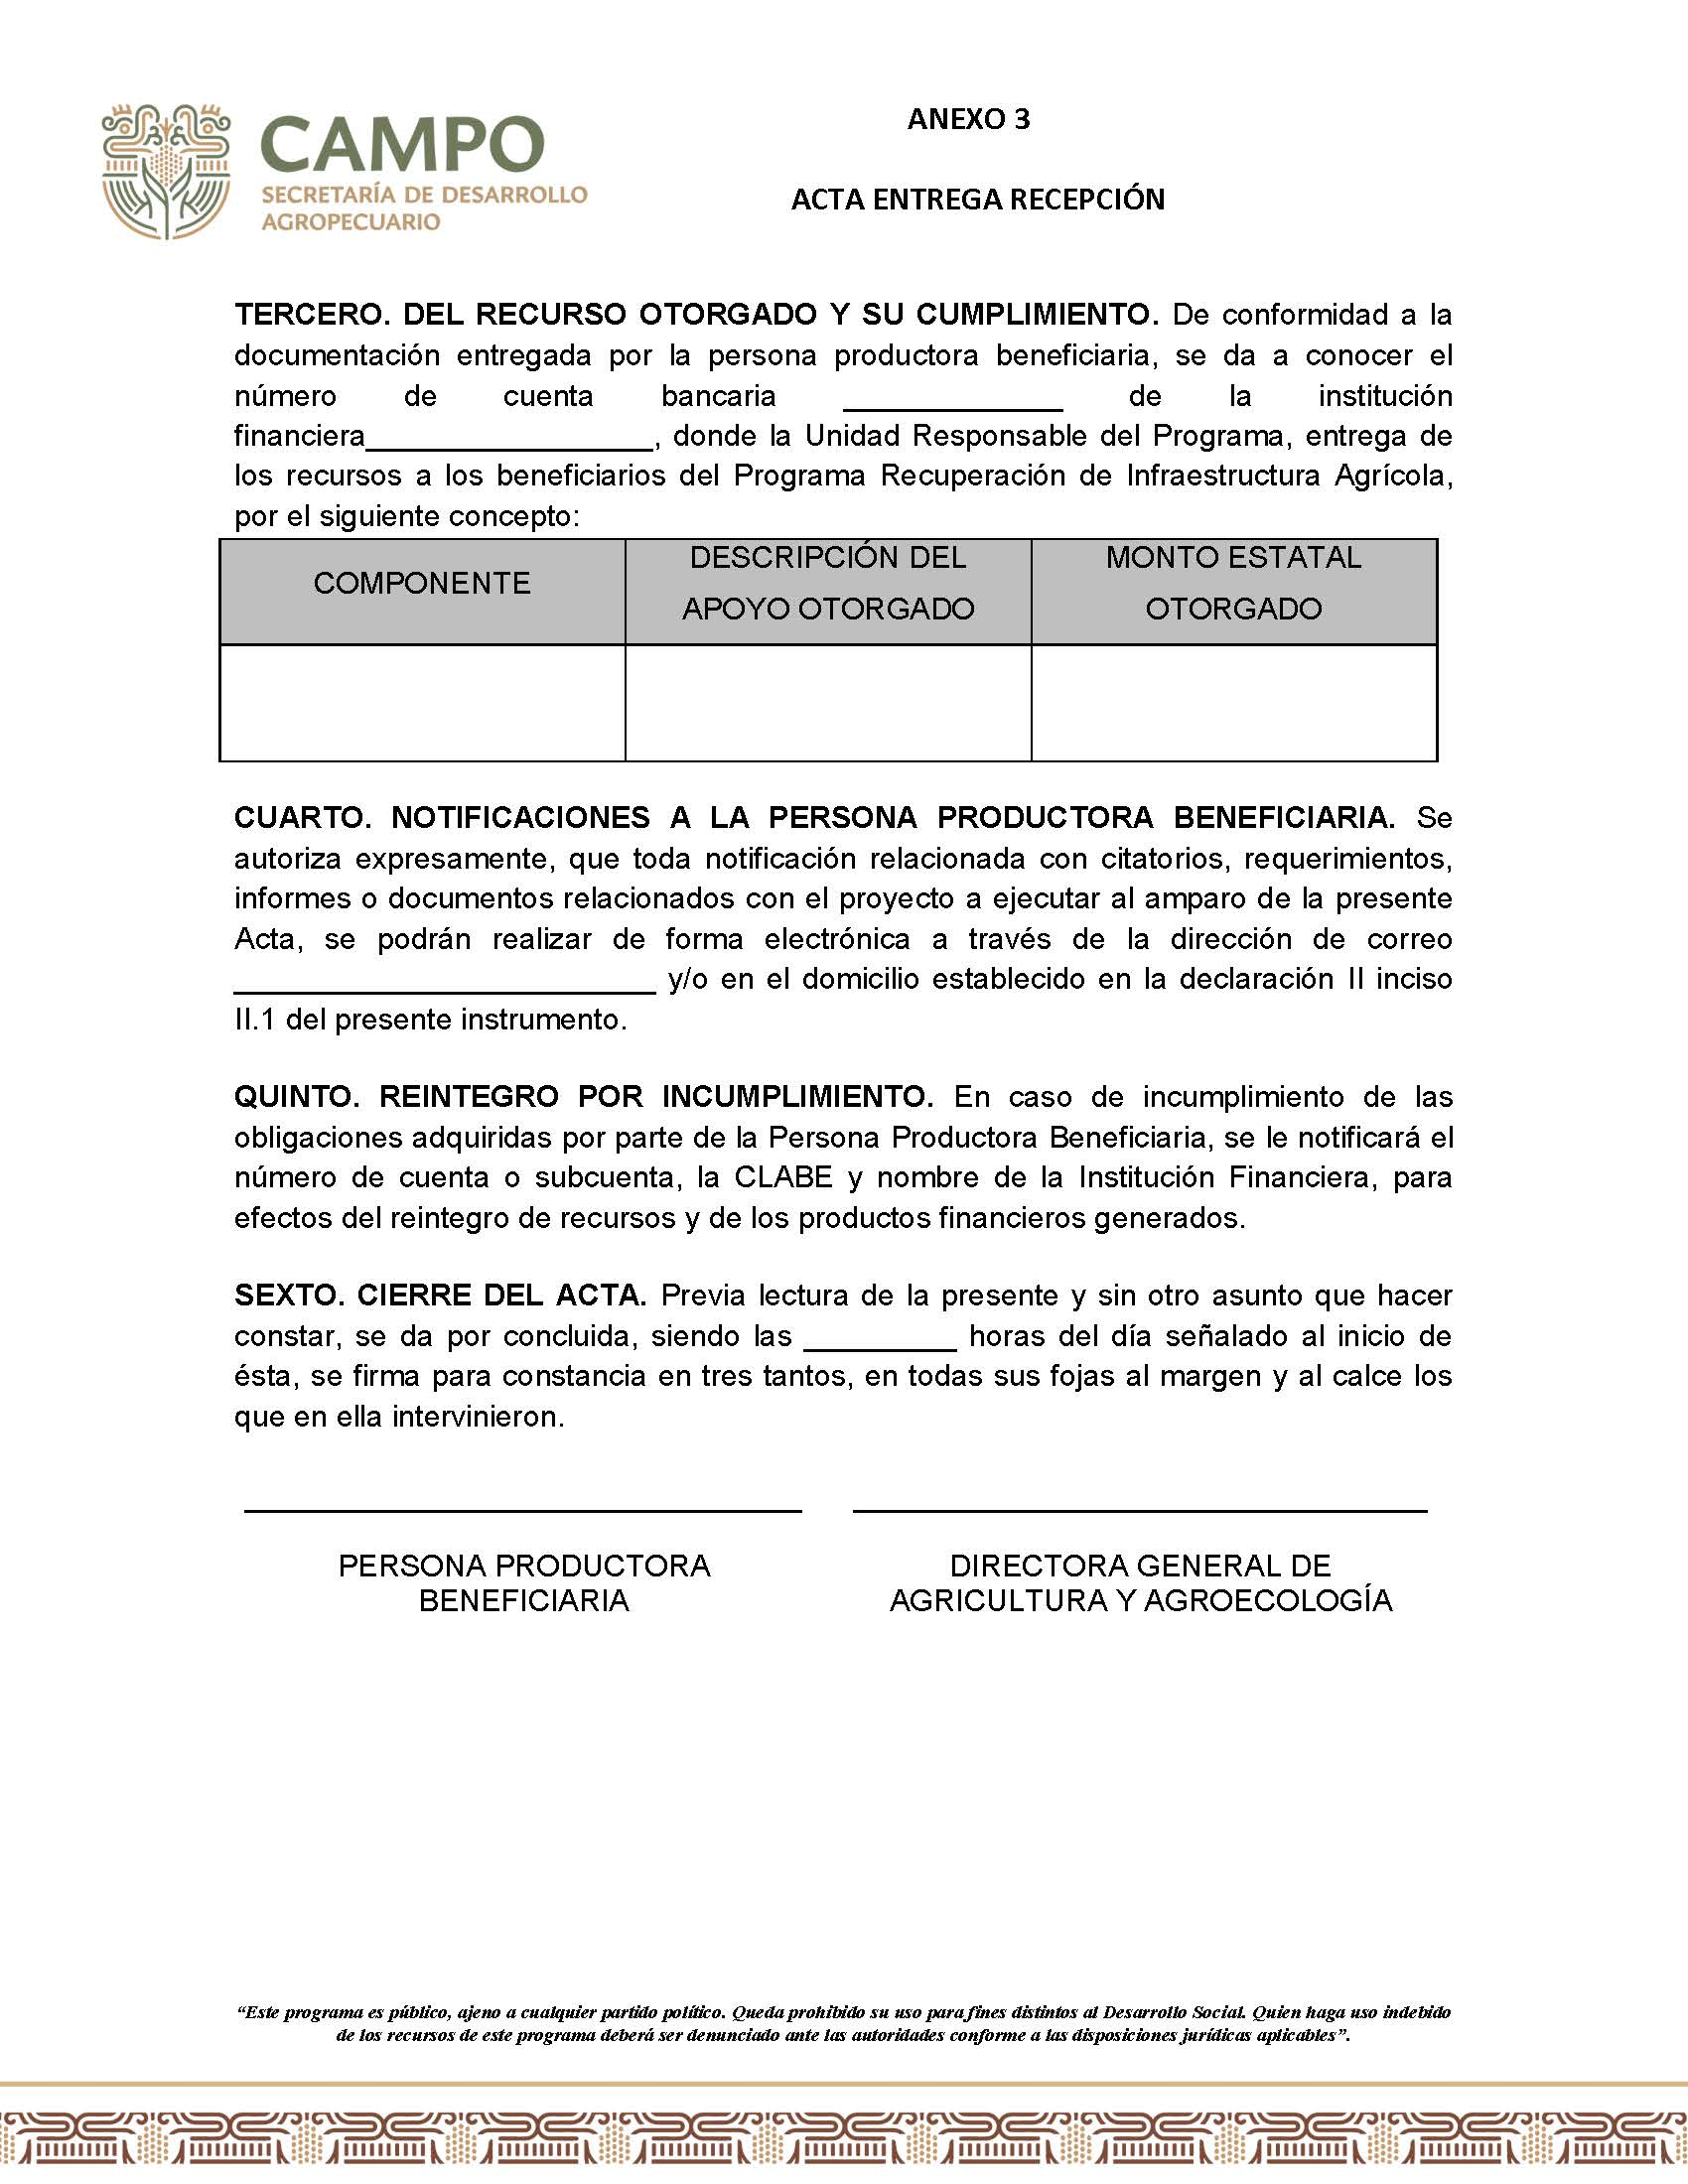 CAMPO
SECRETARÍA DE DESARROLLO
AGROPECUARIO
ANEXO 3
ACTA ENTREGA RECEPCIÓN
TERCERO. DEL RECURSO OTORGADO Y SU CUMPLIMIENTO. De conformidad a la
documentación entregada por la persona productora beneficiaria, se da a conocer el
número de cuenta bancaria _____________ de la institución
financiera_________________, donde la Unidad Responsable del Programa, entrega de
los recursos a los beneficiarios del Programa Recuperación de Infraestructura Agrícola,
por el siguiente concepto:
COMPONENTE
DESCRIPCIÓN DEL
APOYO OTORGADO
MONTO ESTATAL
OTORGADO
CUARTO. NOTIFICACIONES A LA PERSONA PRODUCTORA BENEFICIARIA. Se
autoriza expresamente, que toda notificación relacionada con citatorios, requerimientos,
informes o documentos relacionados con el proyecto a ejecutar al amparo de la presente
Acta, se podrán realizar de forma electrónica a través de la dirección de correo
_________________________ y/o en el domicilio establecido en la declaración II inciso
II.1 del presente instrumento.
QUINTO. REINTEGRO POR INCUMPLIMIENTO. En caso de incumplimiento de las
obligaciones adquiridas por parte de la Persona Productora Beneficiaria, se le notificará el
número de cuenta o subcuenta, la CLABE y nombre de la Institución Financiera, para
efectos del reintegro de recursos y de los productos financieros generados.
SEXTO. CIERRE DEL ACTA. Previa lectura de la presente y sin otro asunto que hacer
constar, se da por concluida, siendo las _________ horas del día señalado al inicio de
ésta, se firma para constancia en tres tantos, en todas sus fojas al margen y al calce los
que en ella intervinieron.
PERSONA PRODUCTORA
BENEFICIARIA
DIRECTORA GENERAL DE
AGRICULTURA Y AGROECOLOGÍA
“Este programa es público, ajeno a cualquier partido político. Queda prohibido su uso para fines distintos al Desarrollo Social. Quien haga uso indebido
de los recursos de este programa deberá ser denunciado ante las autoridades conforme a las disposiciones jurídicas aplicables”.